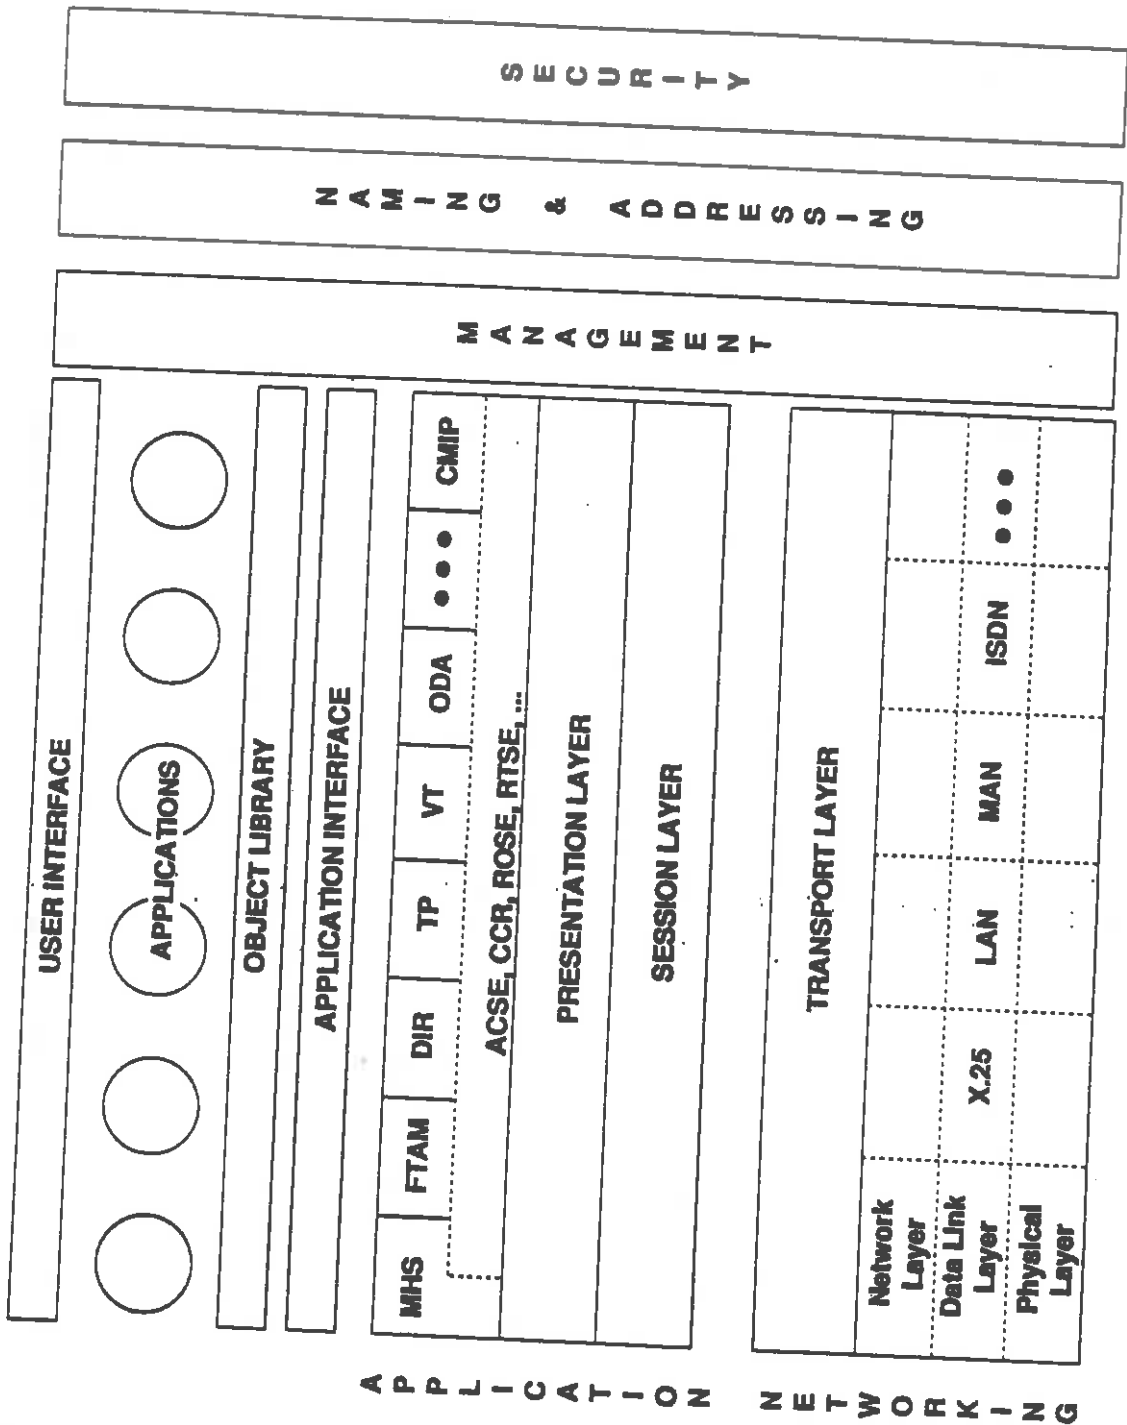 USER INTERFACE
APPLICATIONS
OBJECT LIBRARY
APPLICATION INTERFACE
MHS FTAM DIR TP VT ODA ●●● CMIP
ACSE, CCR, ROSE, RTSE, ...
PRESENTATION LAYER
SESSION LAYER
TRANSPORT LAYER
Network
Layer
Data Link
Layer
X.25 LAN MAN ISDN ●●●
Physical
Layer
APPLICATION
NETWORKING
MANAGEMENT
NAMING & ADDRESSING
SECURITY